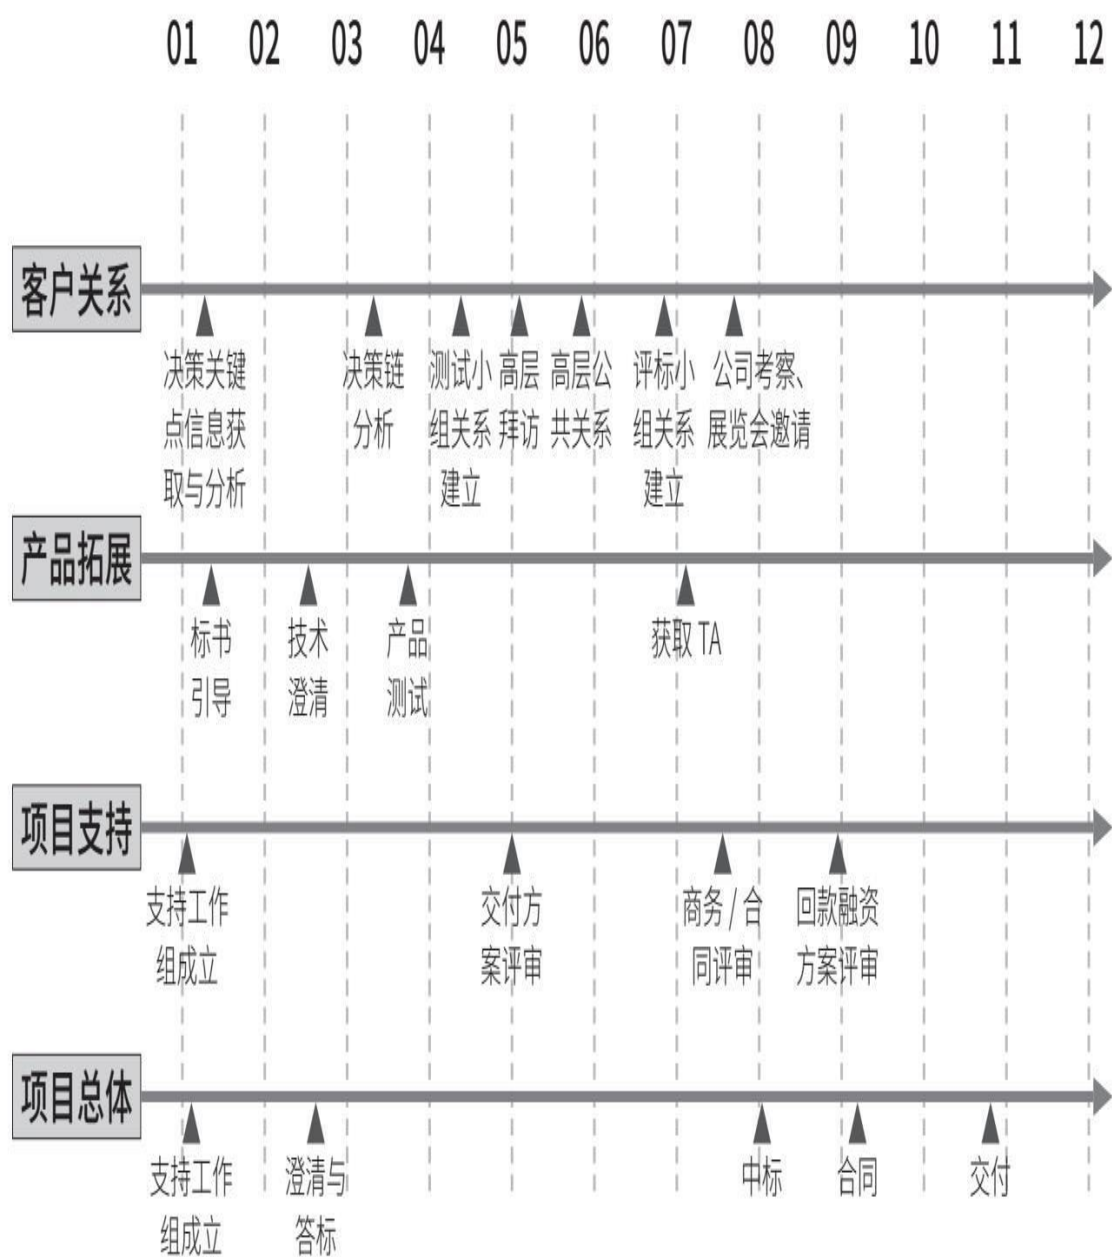 01 02 03 04 05 06 07 08 09 10 11 12
客户关系
决策关键
点信息获
取与分析
决策链
分析
测试小
组关系
建立
高层
拜访
高层公
共关系
评标小
组关系
建立
公司考察、
展览会邀请
产品拓展
标书
引导
技术
澄清
产品
测试
获取 TA
项目支持
支持工作
组成立
交付方
案评审
商务 / 合
同评审
回款融资
方案评审
项目总体
支持工作
组成立
澄清与
答标
中标
合同
交付